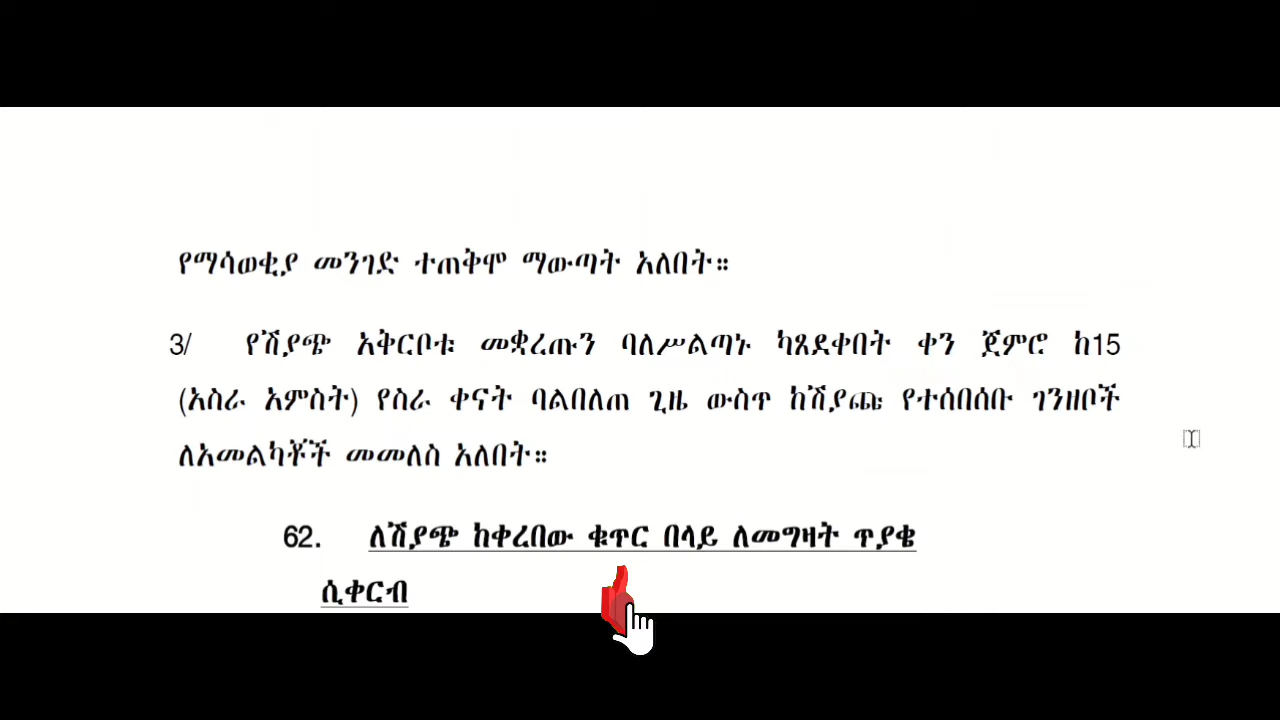 የማሳወቂያ መንገድ ተጠቅሞ ማውጣት አለበት።
3/ የሽያጭ አቅርቦቱ መቋረጡን ባለሥልጣኑ ካጸደቀበት ቀን ጀምሮ ከ15
(አስራ አምስት) የስራ ቀናት ባልበለጠ ጊዜ ውስጥ ከሽያጩ የተሰበሰቡ ገንዘቦች
ለአመልካቾች መመለስ አለበት።
62. ለሽያጭ ከቀረበው ቁጥር በላይ ለመግዛት ጥያቄ
ሲቀርብ